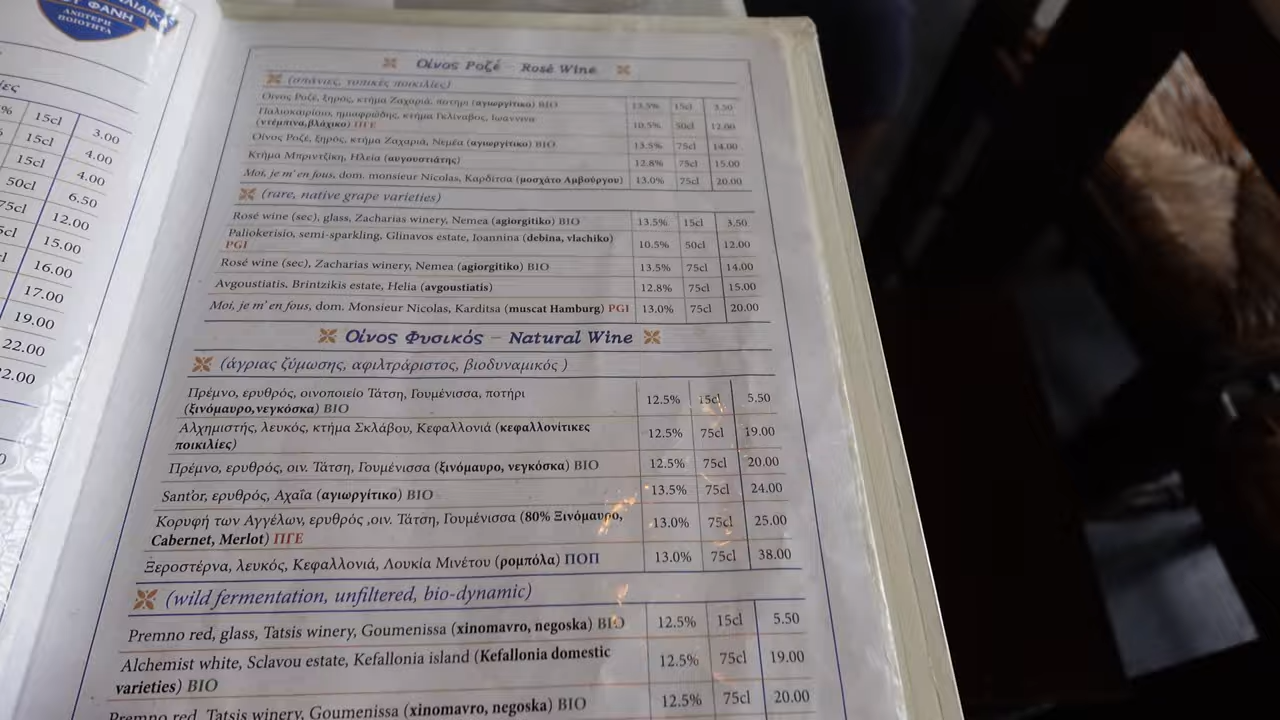 ΦΑΝΗ
ΑΝΩΤΕΡΗ
ΠΟΙΟΤΗΤΑ
15cl 3.00
15cl 4.00
15cl 4.00
50cl 6.50
75cl 12.00
15.00
16.00
17.00
19.00
22.00
Οίνος Ροζέ – Rosé Wine
(σπάνιες, τοπικές ποικιλίες)
Οίνος Ροζέ, ξηρός, κτήμα Ζαχαριά, ποτήρι (αγιωργίτικο) ΒΙΟ 13.5% 15cl 3.50
Παλιοκαιρίσιο, ημιαφρώδης, κτήμα Γκλίναβος, Ιωάννινα
(ντεμπινα,βλάχικο) ΠΓΕ 10.5% 50cl 12.00
Οίνος Ροζέ, ξηρός, κτήμα Ζαχαριά, Νεμέα (αγιωργίτικο) ΒΙΟ 13.5% 75cl 14.00
Κτήμα Μπριντζίκη, Ηλεία (αυγουστιάτης) 12.8% 75cl 15.00
Moi, je m' en fous, dom. monsieur Nicolas, Καρδίτσα (μοσχάτο Αμβούργου) 13.0% 75cl 20.00
(rare, native grape varieties)
Rosé wine (sec), glass, Zacharias winery, Nemea (agiorgitiko) BIO 13.5% 15cl 3.50
Paliokerisio, semi-sparkling, Glinavos estate, Ioannina (debina, vlachiko)
PGI 10.5% 50cl 12.00
Rosé wine (sec), Zacharias winery, Nemea (agiorgitiko) BIO 13.5% 75cl 14.00
Avgoustiatis. Brintzikis estate, Helia (avgoustiatis) 12.8% 75cl 15.00
Moi, je m' en fous, dom. Monsieur Nicolas, Karditsa (muscat Hamburg) PGI 13.0% 75cl 20.00
Οίνος Φυσικός – Natural Wine
(άγριας ζύμωσης, αφιλτράριστος, βιοδυναμικός )
Πρέμνο, ερυθρός, οινοποιείο Τάτση, Γουμένισσα, ποτήρι
(ξινόμαυρο,νεγκόσκα) ΒΙΟ 12.5% 15cl 5.50
Αλχημιστής, λευκός, κτήμα Σκλάβου, Κεφαλλονιά (κεφαλλονίτικες
ποικιλίες) 12.5% 75cl 19.00
Πρέμνο, ερυθρός, οιν. Τάτση, Γουμένισσα (ξινόμαυρο, νεγκόσκα) ΒΙΟ 12.5% 75cl 20.00
Sant'or, ερυθρός, Αχαΐα (αγιωργίτικο) ΒΙΟ 13.5% 75cl 24.00
Κορυφή των Αγγέλων, ερυθρός ,οιν. Τάτση, Γουμένισσα (80% Ξινόμαυρο,
Cabernet, Merlot) ΠΓΕ 13.0% 75cl 25.00
Ξεροστέρνα, λευκός, Κεφαλλονιά, Λουκία Μινέτου (ρομπόλα) ΠΟΠ 13.0% 75cl 38.00
(wild fermentation, unfiltered, bio-dynamic)
Premno red, glass, Tatsis winery, Goumenissa (xinomavro, negoska) BIO 12.5% 15cl 5.50
Alchemist white, Sclavou estate, Kefallonia island (Kefallonia domestic
varieties) BIO 12.5% 75cl 19.00
Premno red, Tatsis winery, Goumenissa (xinomavro, negoska) BIO 12.5% 75cl 20.00